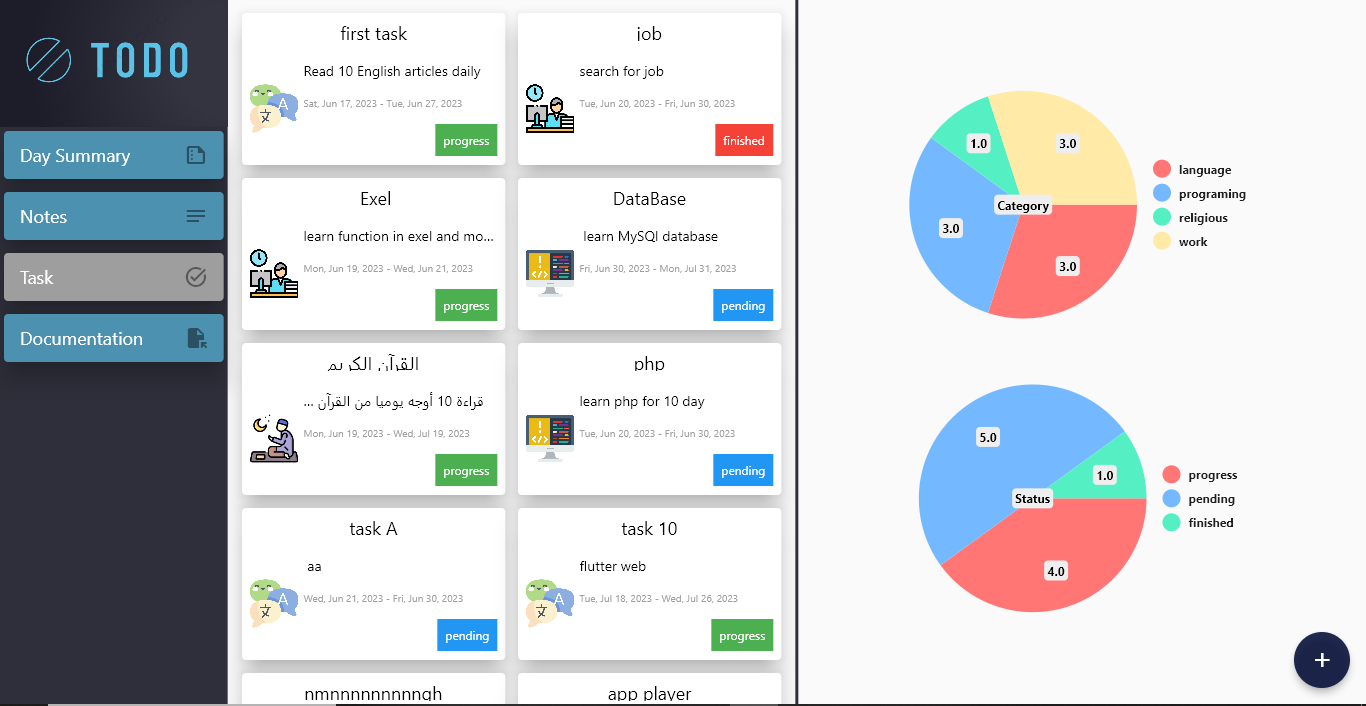 TODO
Day Summary
Notes
Task
Documentation
first task
Read 10 English articles daily
Sat, Jun 17, 2023 - Tue, Jun 27, 2023
progress
job
search for job
Tue, Jun 20, 2023 - Fri, Jun 30, 2023
finished
Exel
learn function in exel and mo...
Mon, Jun 19, 2023 - Wed, Jun 21, 2023
progress
DataBase
learn MySQl database
Fri, Jun 30, 2023 - Mon, Jul 31, 2023
pending
القرآن الكريم
قراءة 10 أوجه يوميا من القرآن ...
Mon, Jun 19, 2023 - Wed, Jul 19, 2023
progress
php
learn php for 10 day
Tue, Jun 20, 2023 - Fri, Jun 30, 2023
pending
task A
aa
Wed, Jun 21, 2023 - Fri, Jun 30, 2023
pending
task 10
flutter web
Tue, Jul 18, 2023 - Wed, Jul 26, 2023
progress
app player
1.0
3.0
3.0
3.0
Category
language
programing
religious
work
5.0
1.0
4.0
Status
progress
pending
finished
+